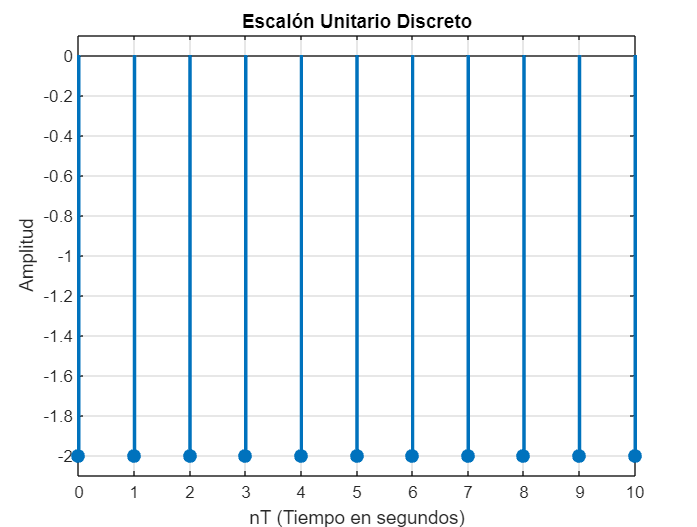 Escalón Unitario Discreto
0
-0.2
-0.4
-0.6
-0.8
-1
-1.2
-1.4
-1.6
-1.8
-2
Amplitud
0 1 2 3 4 5 6 7 8 9 10
nT (Tiempo en segundos)